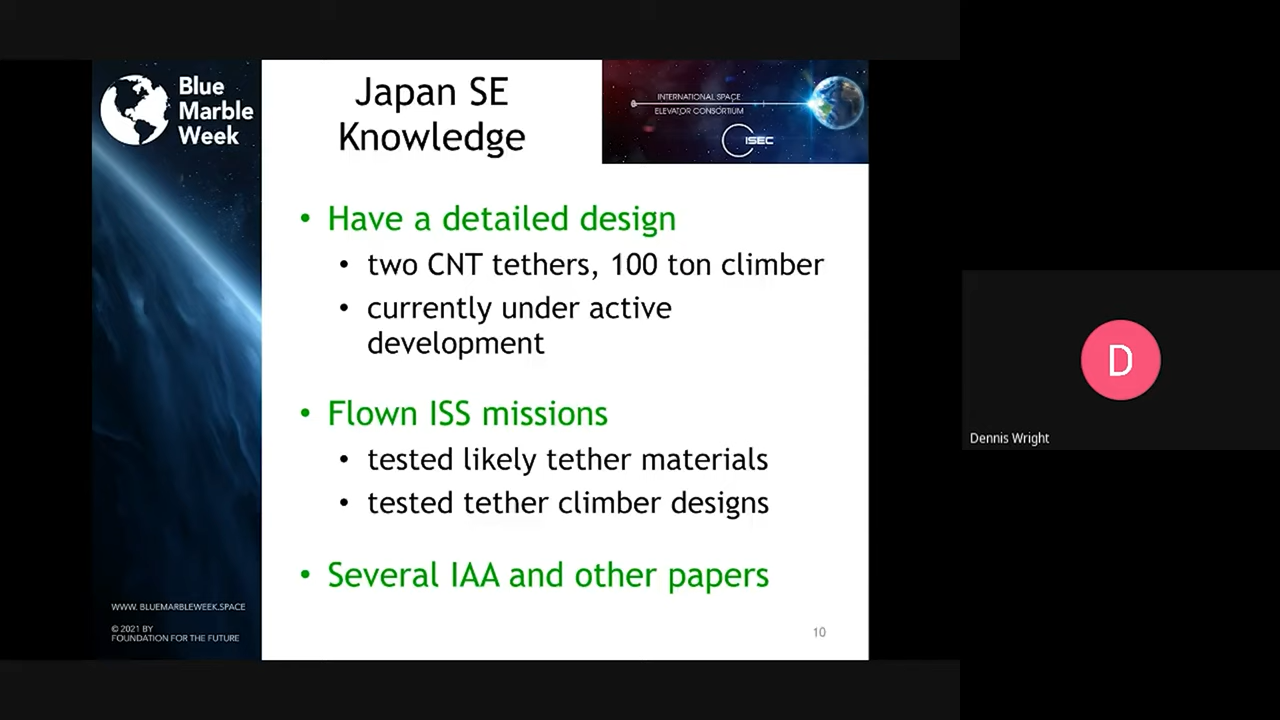 Blue
Marble
Week
Japan SE
Knowledge
INTERNATIONAL SPACE
ELEVATOR CONSORTIUM
ISEC
• Have a detailed design
• two CNT tethers, 100 ton climber
• currently under active
development
• Flown ISS missions
• tested likely tether materials
• tested tether climber designs
• Several IAA and other papers
WWW. BLUEMARBLEWEEK.SPACE
© 2021 BY
FOUNDATION FOR THE FUTURE
10
D
Dennis Wright